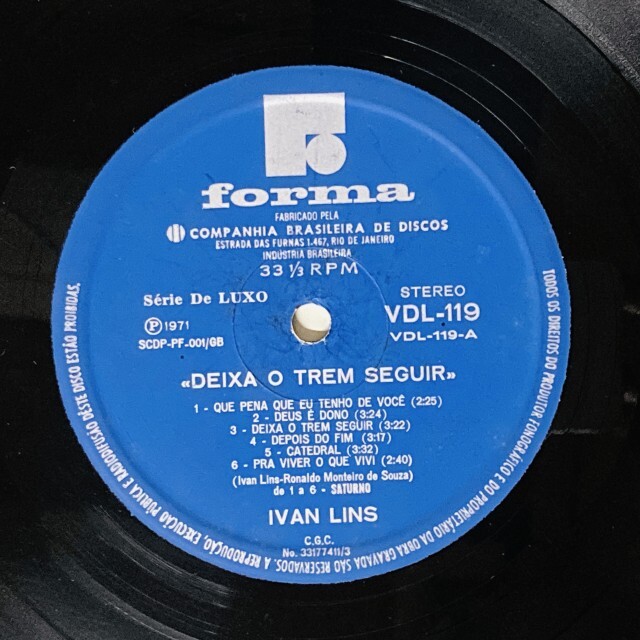 forma
FABRICADO PELA
COMPANHIA BRASILEIRA DE DISCOS
ESTRADA DAS FURNAS 1.467, RIO DE JANEIRO
INDÚSTRIA BRASILEIRA
33 1/3 RPM
Série De LUXO
STEREO
Ⓟ 1971
VDL-119
SCDP-PF-001/GB
VDL-119-A
«DEIXA O TREM SEGUIR»
1 - QUE PENA QUE EU TENHO DE VOCÊ (2:25)
2 - DEUS É DONO (3:24)
3 - DEIXA O TREM SEGUIR (3:22)
4 - DEPOIS DO FIM (3:17)
5 - CATEDRAL (3:32)
6 - PRA VIVER O QUE VIVI (2:40)
(Ivan Lins-Ronaldo Monteiro de Souza)
de 1 a 6 - SATURNO
IVAN LINS
C.G.C.
No. 33177411/3
TODOS OS DIREITOS DO PRODUTOR FONOGRÁFICO E DO PROPRIETÁRIO DA OBRA GRAVADA SÃO RESERVADOS. A REPRODUÇÃO, EXECUÇÃO PÚBLICA E RADIODIFUSÃO DESTE DISCO ESTÃO PROIBIDAS.